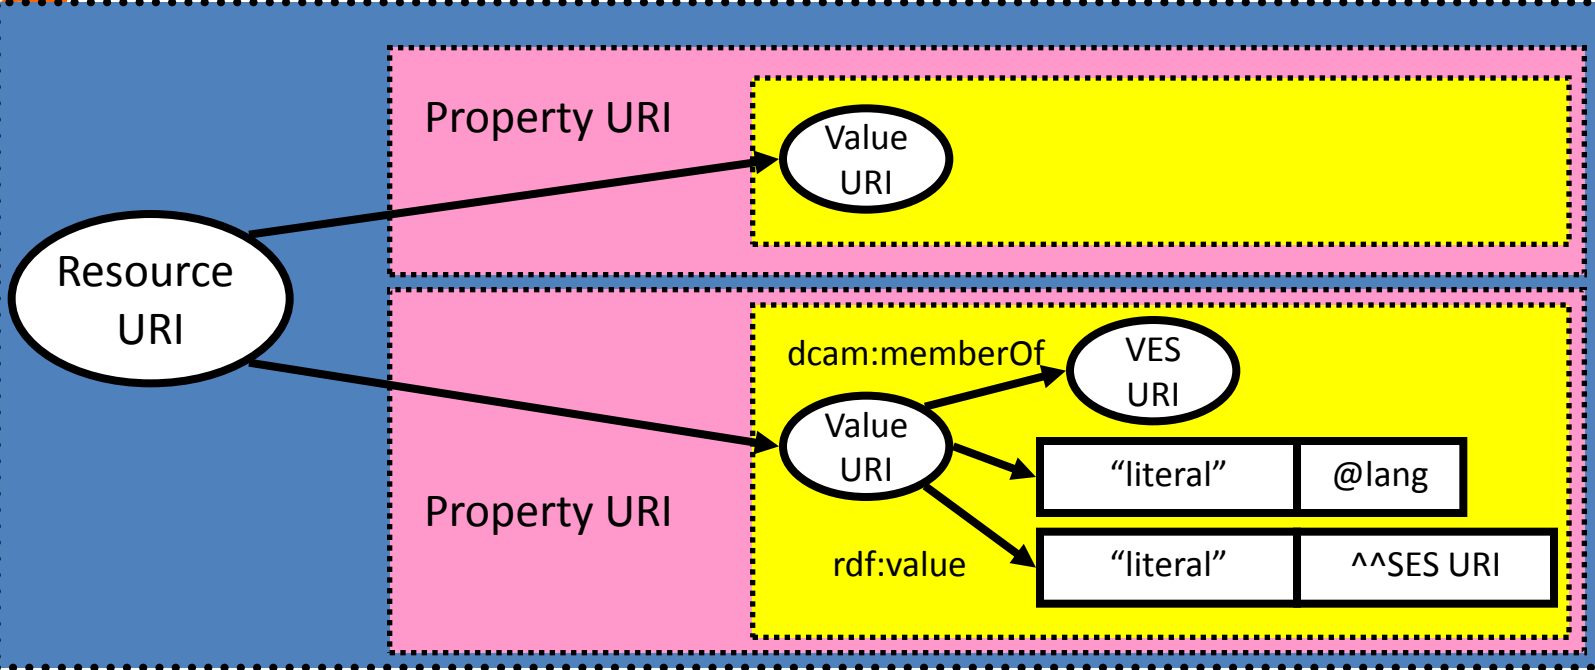 Property URI
Value
URI
Resource
URI
dcam:memberOf
VES
URI
Value
URI
“literal”
@lang
Property URI
rdf:value
“literal”
^^SES URI